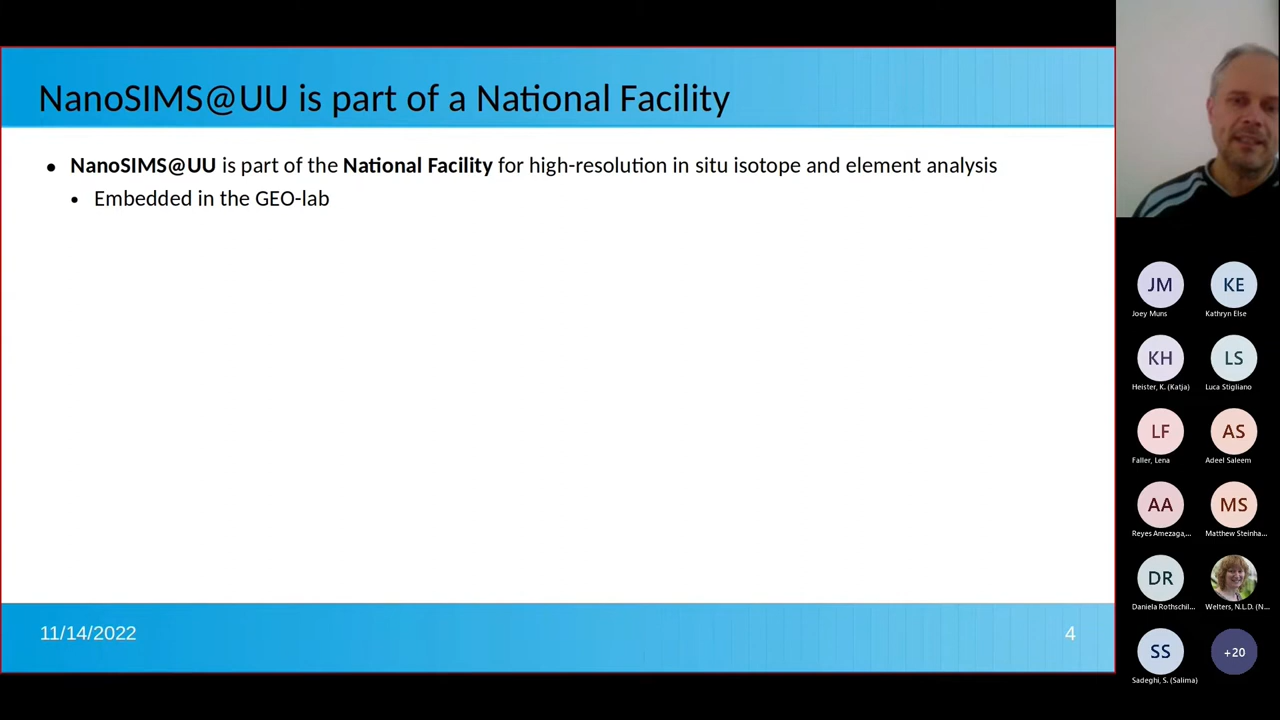 NanoSIMS@UU is part of a National Facility
• NanoSIMS@UU is part of the National Facility for high-resolution in situ isotope and element analysis
• Embedded in the GEO-lab
11/14/2022
4
JM
KE
Joey Muns
Kathryn Else
KH
LS
Heister, K. (Katja)
Luca Stigliano
LF
AS
Faller, Lena
Adeel Saleem
AA
MS
Reyes Amezaga,...
Matthew Steinha...
DR
Daniela Rothschil...
Welters, N.L.D. (N...
SS
+20
Sadeghi, S. (Salima)